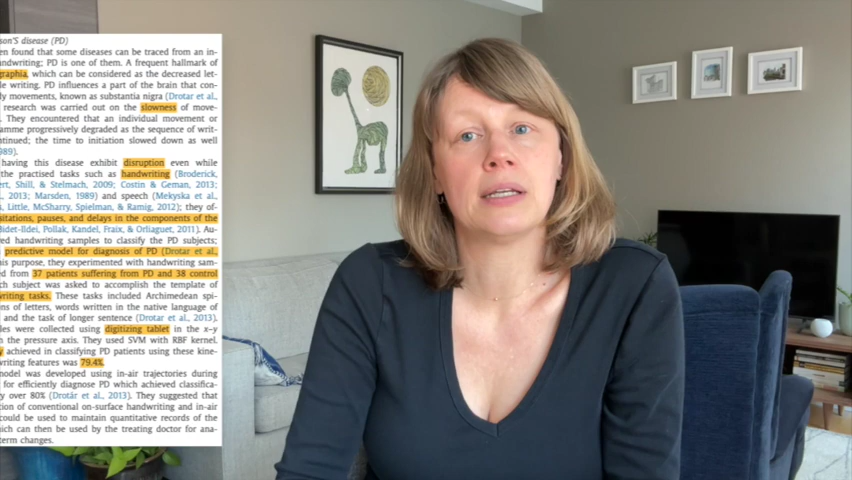 son'S disease (PD)
en found that some diseases can be traced from an in-
ndwriting; PD is one of them. A frequent hallmark of
graphia, which can be considered as the decreased let-
le writing. PD influences a part of the brain that con-
ly movements, known as substantia nigra (Drotar et al.,
research was carried out on the slowness of move-
. They encountered that an individual movement or
amme progressively degraded as the sequence of writ-
ntinued; the time to initiation slowed down as well
989).
having this disease exhibit disruption even while
the practised tasks such as handwriting (Broderick,
ert, Shill, & Stelmach, 2009; Costin & Geman, 2013;
., 2013; Marsden, 1989) and speech (Mekyska et al.,
s, Little, McSharry, Spielman, & Ramig, 2012); they of-
sitations, pauses, and delays in the components of the
Bidet-Ildei, Pollak, Kandel, Fraix, & Orliaguet, 2011). Au-
red handwriting samples to classify the PD subjects;
predictive model for diagnosis of PD (Drotar et al.,
his purpose, they experimented with handwriting sam-
ed from 37 patients suffering from PD and 38 control
ch subject was asked to accomplish the template of
writing tasks. These tasks included Archimedean spi-
ns of letters, words written in the native language of
and the task of longer sentence (Drotar et al., 2013).
les were collected using digitizing tablet in the x–y
h the pressure axis. They used SVM with RBF kernel.
y achieved in classifying PD patients using these kine-
writing features was 79.4%.
model was developed using in-air trajectories during
for efficiently diagnose PD which achieved classifica-
y over 80% (Drotár et al., 2013). They suggested that
tion of conventional on-surface handwriting and in-air
could be used to maintain quantitative records of the
hich can then be used by the treating doctor for ana-
term changes.